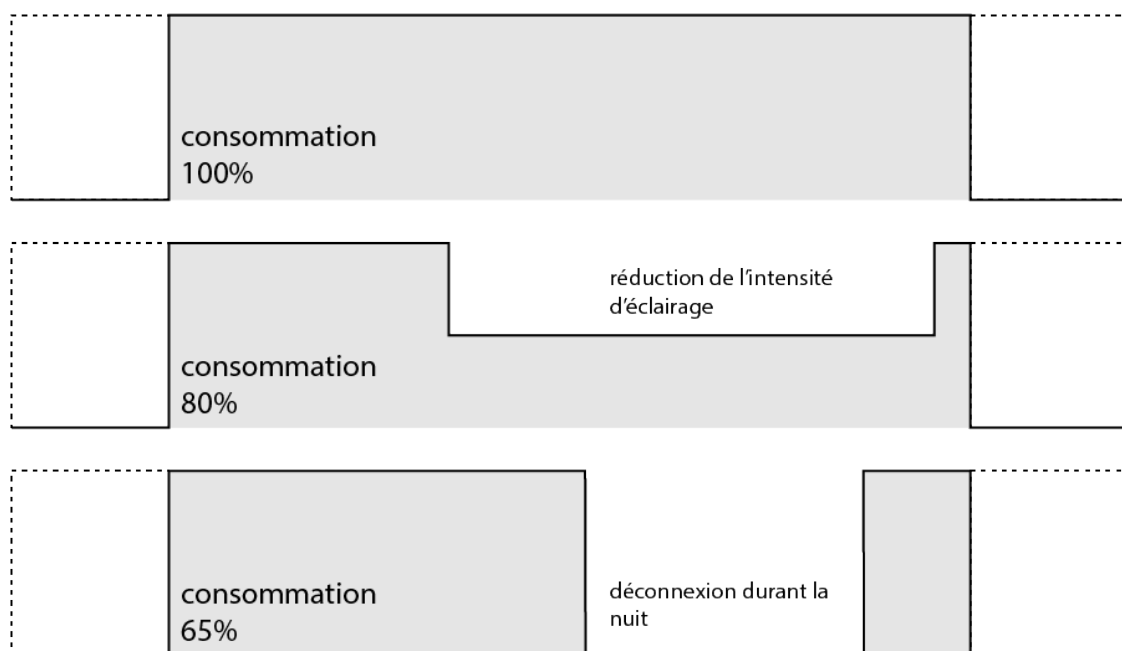 consommation
100%
réduction de l'intensité
d'éclairage
consommation
80%
consommation
65%
déconnexion durant la
nuit